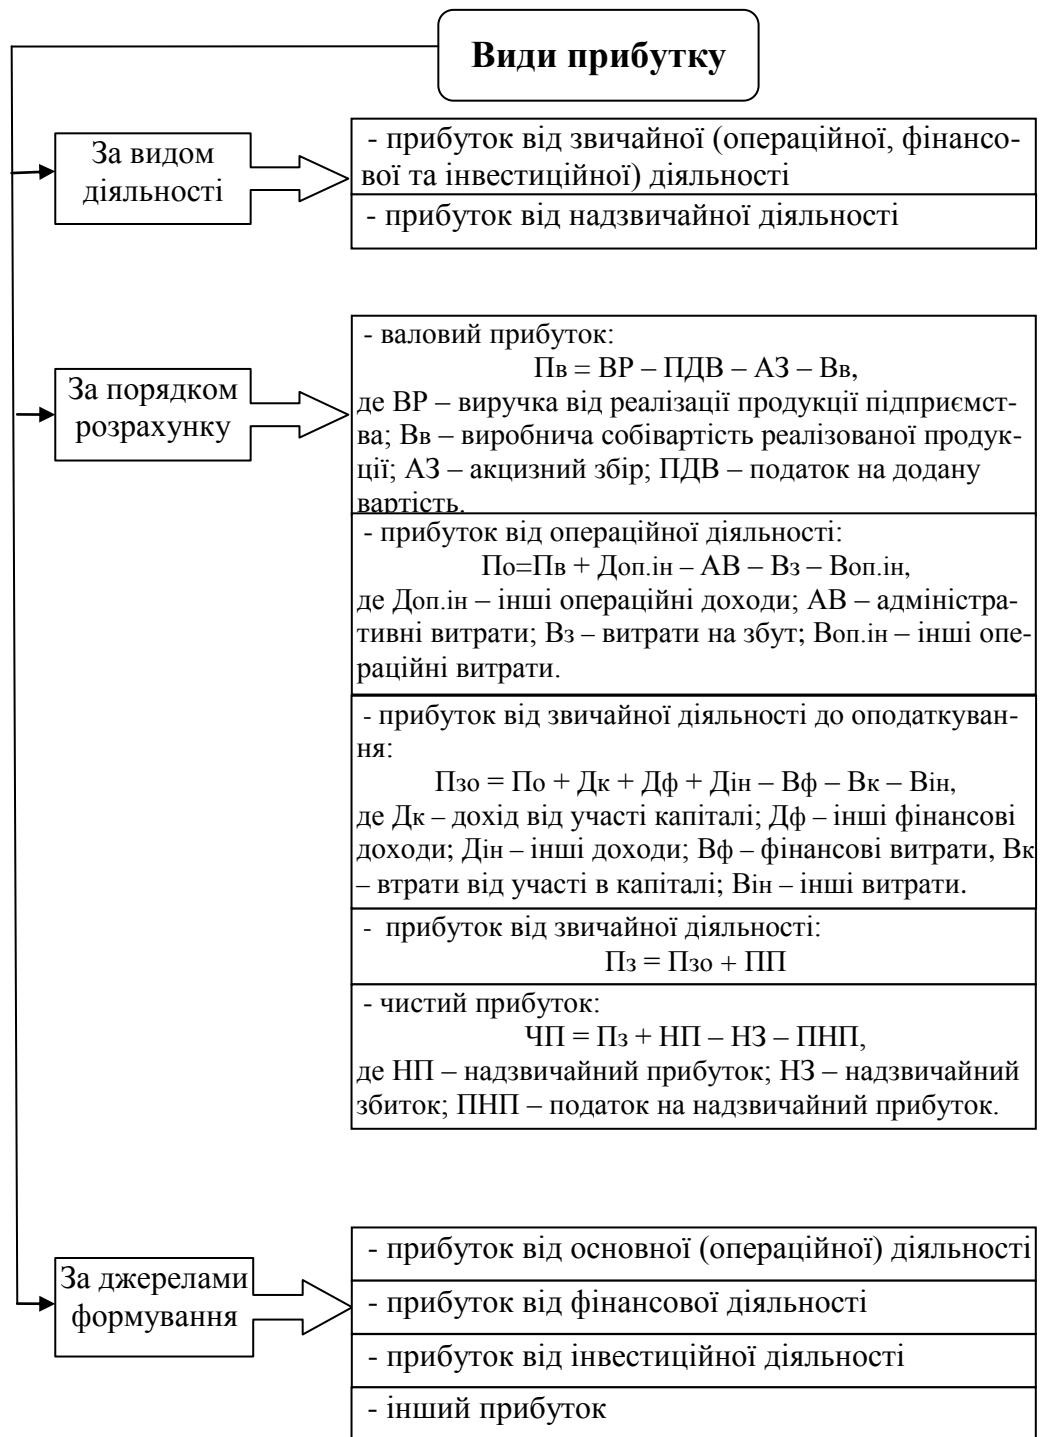 Види прибутку
За видом
діяльності
- прибуток від звичайної (операційної, фінансо-
вої та інвестиційної) діяльності
- прибуток від надзвичайної діяльності
За порядком
розрахунку
- валовий прибуток:
Пв = ВР – ПДВ – АЗ – Вв,
де ВР – виручка від реалізації продукції підприємст-
ва; Вв – виробнича собівартість реалізованої продук-
ції; АЗ – акцизний збір; ПДВ – податок на додану
вартість.
- прибуток від операційної діяльності:
По=Пв + Доп.ін – АВ – Вз – Воп.ін,
де Доп.ін – інші операційні доходи; АВ – адміністра-
тивні витрати; Вз – витрати на збут; Воп.ін – інші опе-
раційні витрати.
- прибуток від звичайної діяльності до оподаткуван-
ня:
Пзо = По + Дк + Дф + Дін – Вф – Вк – Він,
де Дк – дохід від участі капіталі; Дф – інші фінансові
доходи; Дін – інші доходи; Вф – фінансові витрати, Вк
– втрати від участі в капіталі; Він – інші витрати.
- прибуток від звичайної діяльності:
Пз = Пзо + ПП
- чистий прибуток:
ЧП = Пз + НП – НЗ – ПНП,
де НП – надзвичайний прибуток; НЗ – надзвичайний
збиток; ПНП – податок на надзвичайний прибуток.
За джерелами
формування
- прибуток від основної (операційної) діяльності
- прибуток від фінансової діяльності
- прибуток від інвестиційної діяльності
- інший прибуток